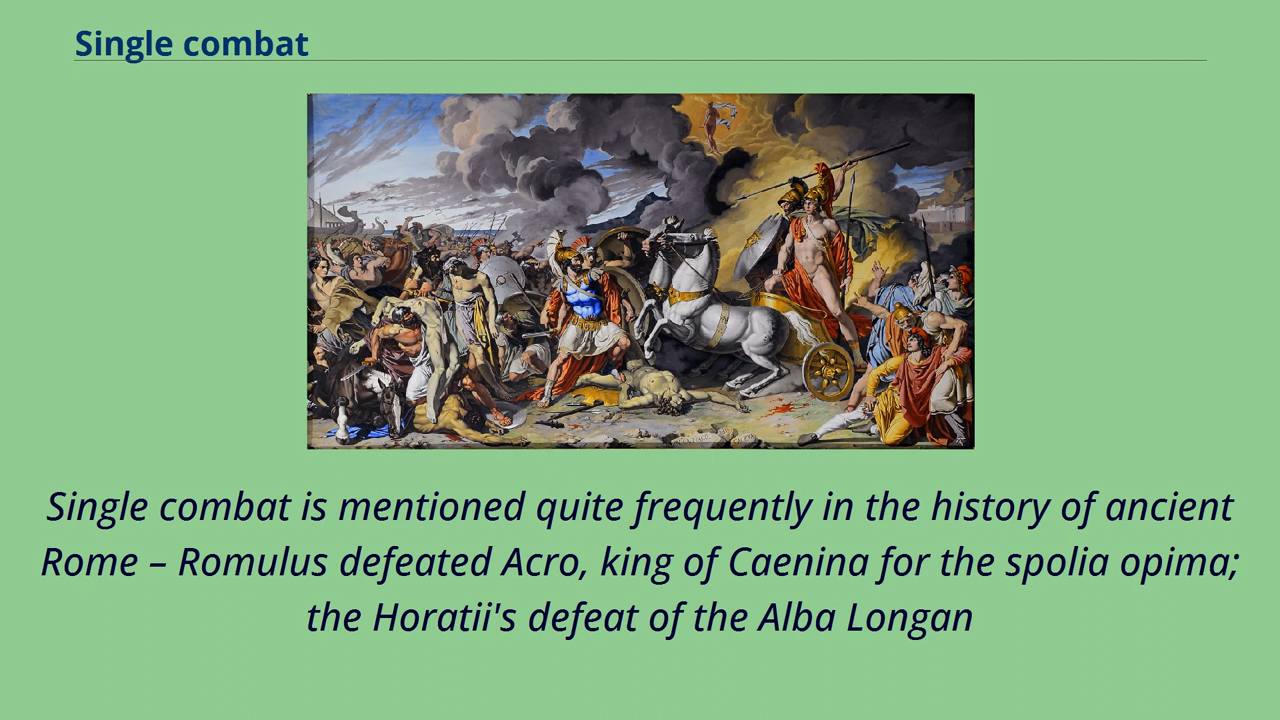 Single combat
Single combat is mentioned quite frequently in the history of ancient
Rome – Romulus defeated Acro, king of Caenina for the spolia opima;
the Horatii's defeat of the Alba Longan